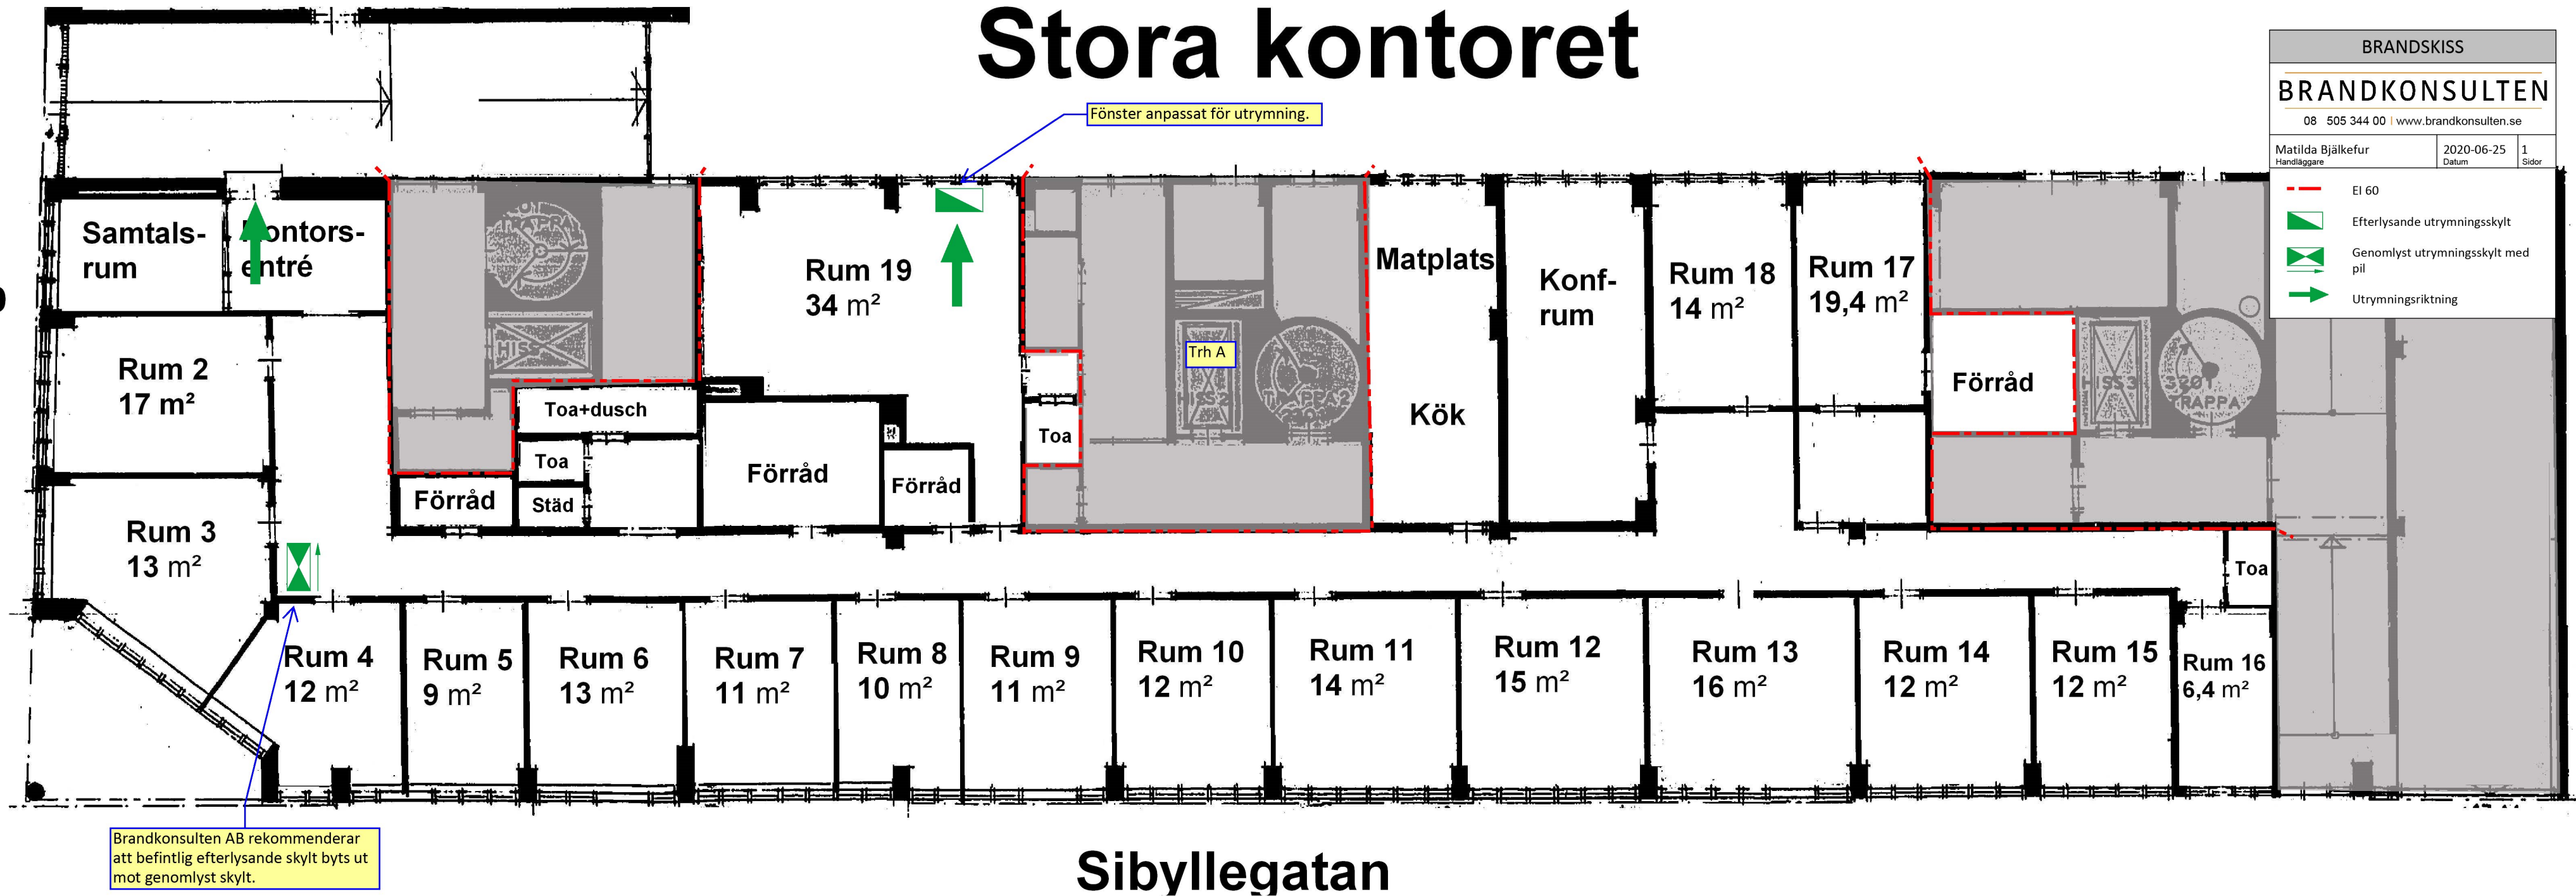 Stora kontoret
BRANDSKISS
BRANDKONSULTEN
08 505 344 00 | www.brandkonsulten.se
Matilda Bjälkefur
Handläggare
2020-06-25
Datum
1
Sidor
EI 60
Efterlysande utrymningsskylt
Genomlyst utrymningsskylt med
pil
Utrymningsriktning
Fönster anpassat för utrymning.
Samtals-
rum
Kontors-
entré
Rum 19
34 m²
Matplats
Kök
Konf-
rum
Rum 18
14 m²
Rum 17
19,4 m²
Förråd
HISS 3
TRAPPA
Trh A
HISS 2
HISS
Rum 2
17 m²
Toa+dusch
Toa
Städ
Förråd
Förråd
Förråd
Toa
Rum 3
13 m²
Toa
Rum 4
12 m²
Rum 5
9 m²
Rum 6
13 m²
Rum 7
11 m²
Rum 8
10 m²
Rum 9
11 m²
Rum 10
12 m²
Rum 11
14 m²
Rum 12
15 m²
Rum 13
16 m²
Rum 14
12 m²
Rum 15
12 m²
Rum 16
6,4 m²
Brandkonsulten AB rekommenderar
att befintlig efterlysande skylt byts ut
mot genomlyst skylt.
Sibyllegatan